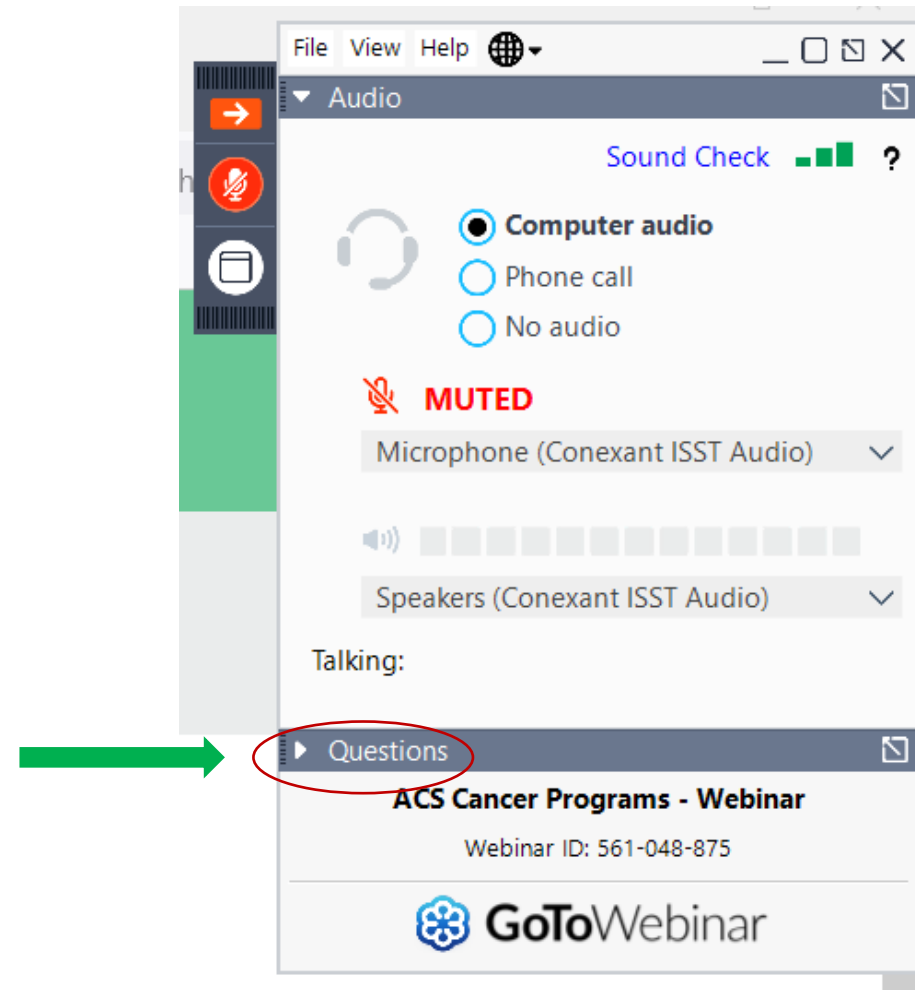 File View Help
Audio
Sound Check ?
Computer audio
Phone call
No audio
MUTED
Microphone (Conexant ISST Audio)
Speakers (Conexant ISST Audio)
Talking:
Questions
ACS Cancer Programs - Webinar
Webinar ID: 561-048-875
GoToWebinar